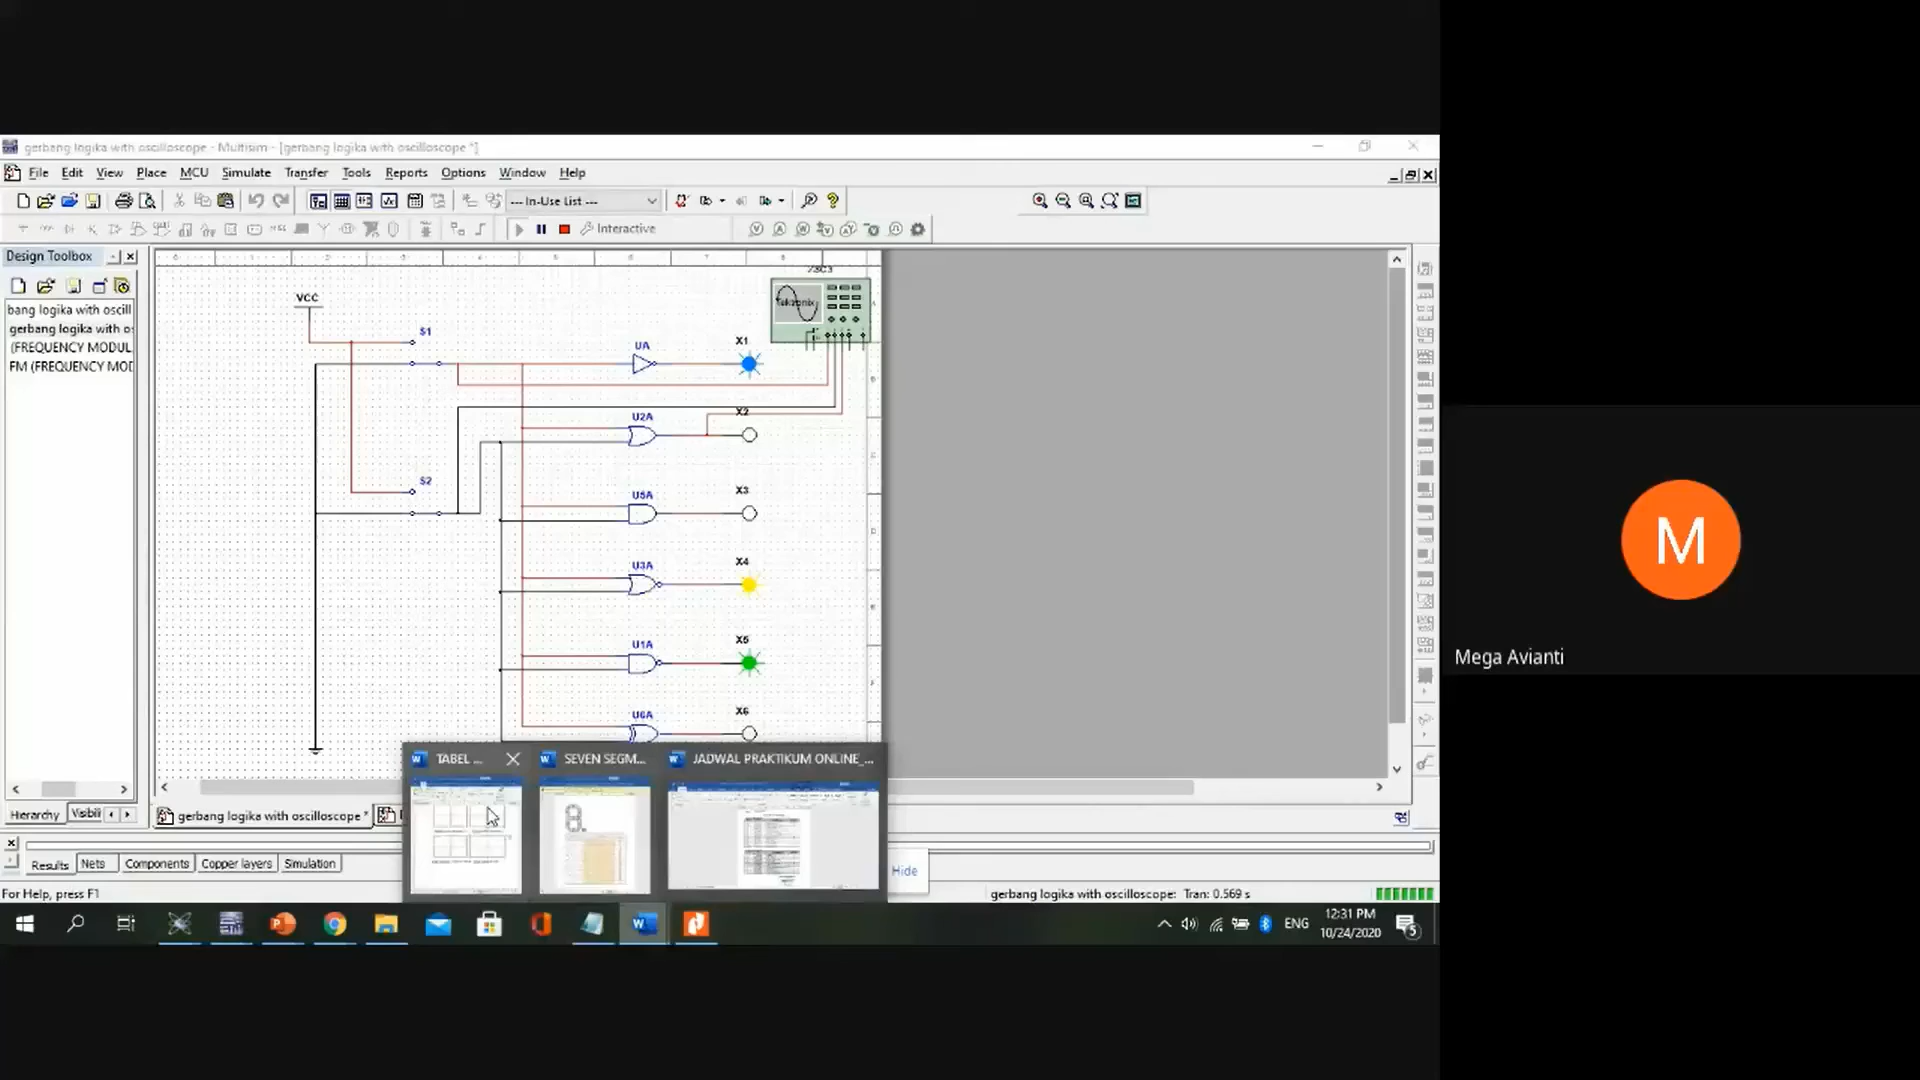 gerbang logika with oscilloscope - Multisim - [gerbang logika with oscilloscope *]
File Edit View Place MCU Simulate Transfer Tools Reports Options Window Help
--- In-Use List ---
Interactive
Design Toolbox
bang logika with oscill
gerbang logika with o
(FREQUENCY MODUL
FM (FREQUENCY MOD
VCC
S1
S2
UA
X1
U2A
X2
U5A
X3
U3A
X4
U1A
X5
U6A
X6
Tektronix
Mega Avianti
M
TABEL ...
SEVEN SEGM...
JADWAL PRAKTIKUM ONLINE_...
Hierarchy Visibil
gerbang logika with oscilloscope *
Results Nets Components Copper layers Simulation
Hide
For Help, press F1
gerbang logika with oscilloscope: Tran: 0.569 s
ENG
12:31 PM
10/24/2020
5